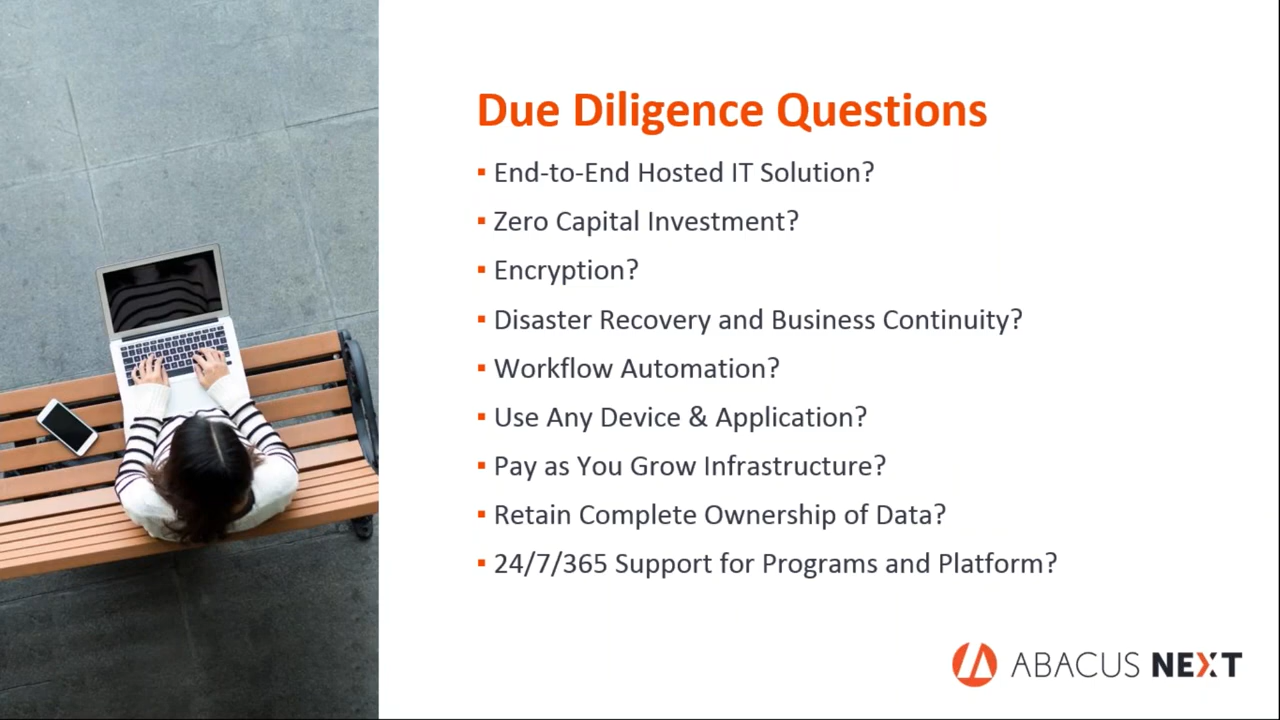 Due Diligence Questions
▪ End-to-End Hosted IT Solution?
▪ Zero Capital Investment?
▪ Encryption?
▪ Disaster Recovery and Business Continuity?
▪ Workflow Automation?
▪ Use Any Device & Application?
▪ Pay as You Grow Infrastructure?
▪ Retain Complete Ownership of Data?
▪ 24/7/365 Support for Programs and Platform?
ABACUS NEXT